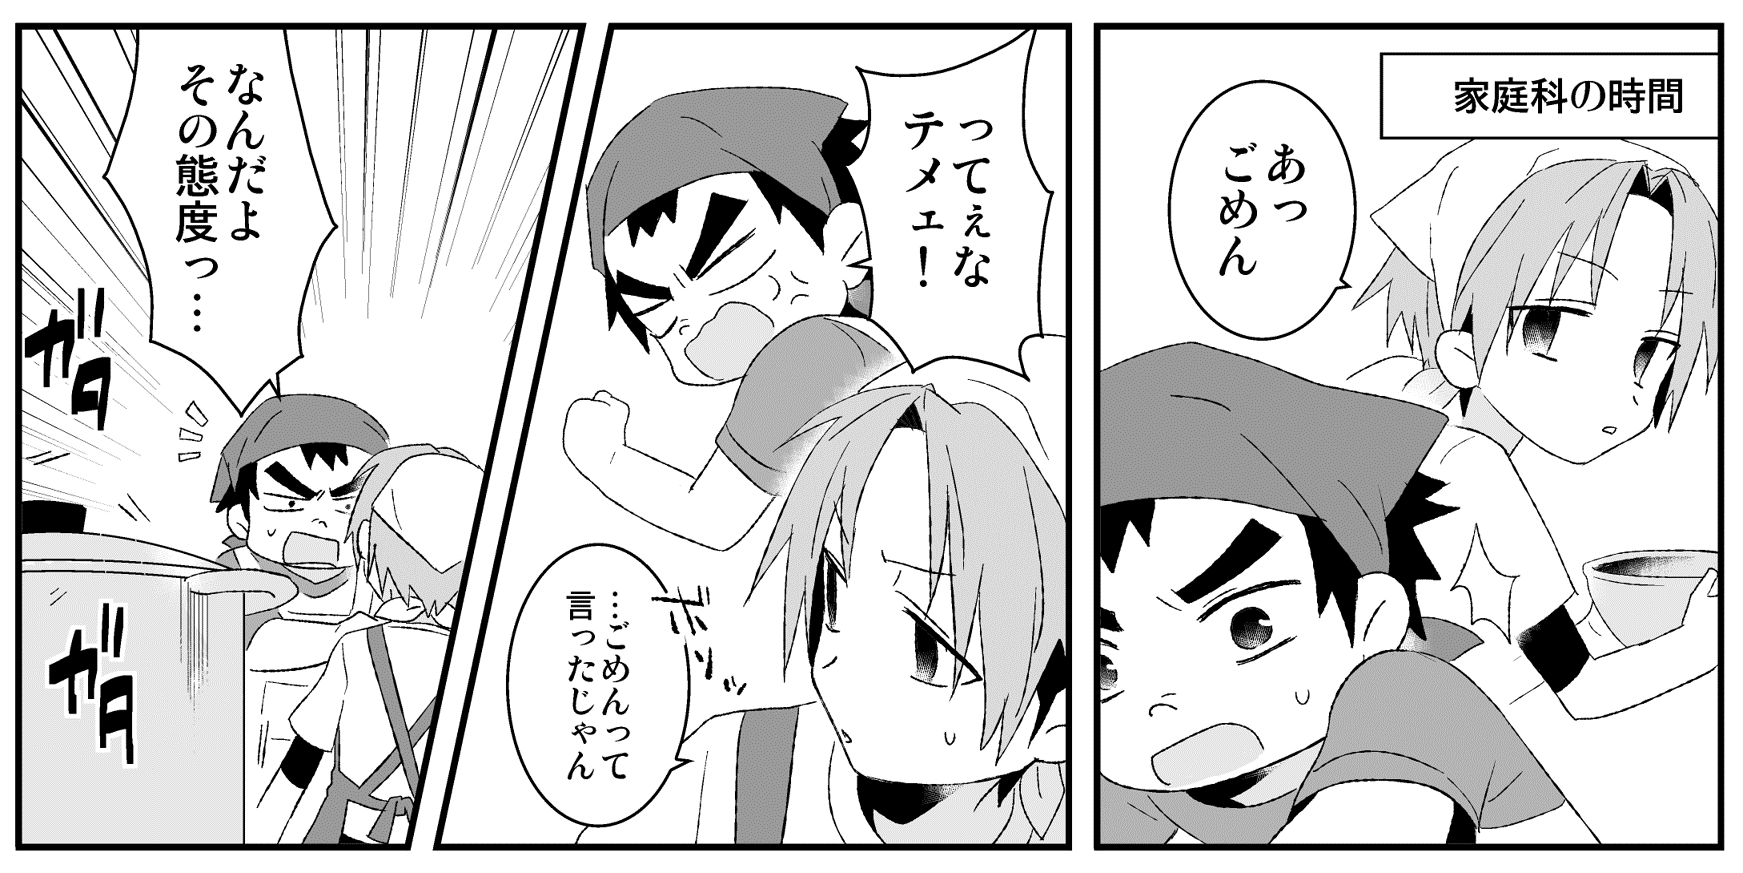 家庭科の時間
あっ
ごめん
ってぇな
テメェ！
ボソッ
…ごめんって
言ったじゃん
なんだよ
その態度っ…
ガタ
ガタ